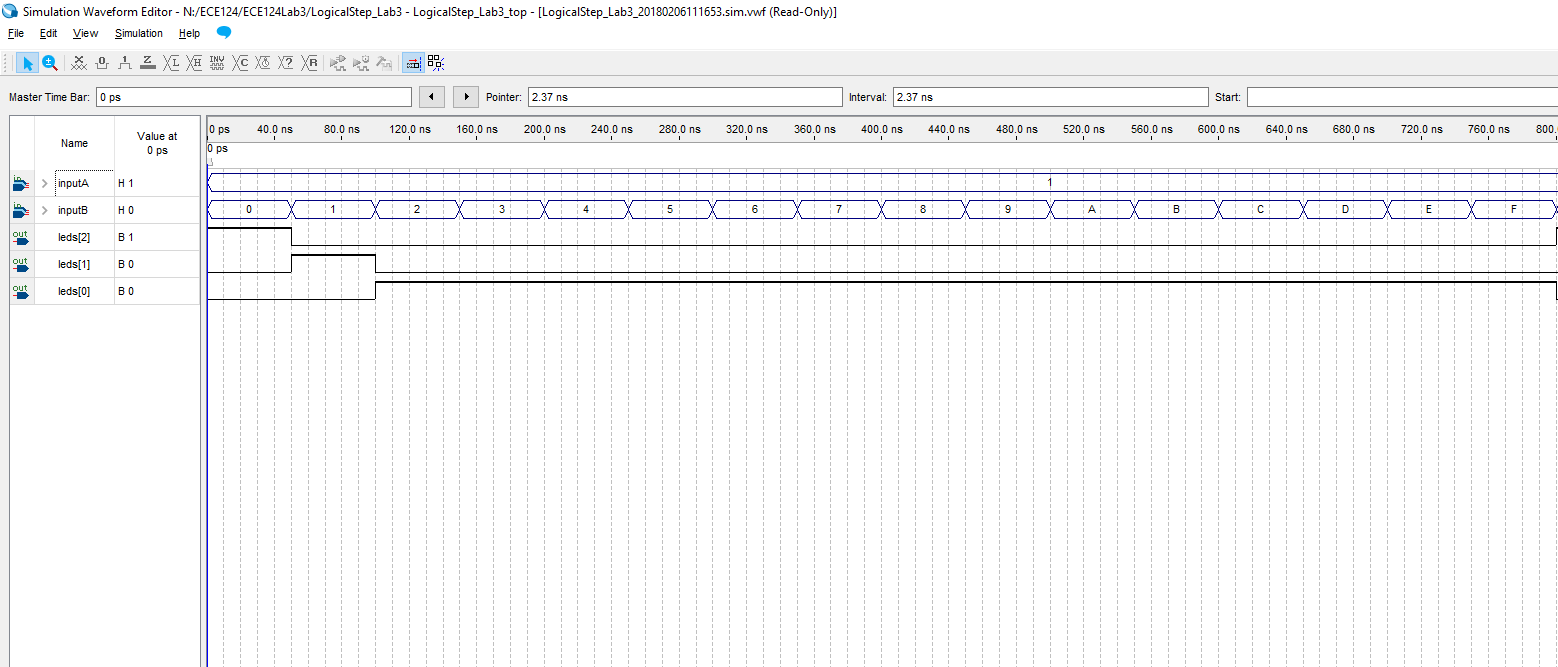 Simulation Waveform Editor - N:/ECE124/ECE124Lab3/LogicalStep_Lab3 - LogicalStep_Lab3_top - [LogicalStep_Lab3_20180206111653.sim.vwf (Read-Only)]
File Edit View Simulation Help
Master Time Bar: 0 ps Pointer: 2.37 ns Interval: 2.37 ns Start:
Name Value at 0 ps 0 ps 40.0 ns 80.0 ns 120.0 ns 160.0 ns 200.0 ns 240.0 ns 280.0 ns 320.0 ns 360.0 ns 400.0 ns 440.0 ns 480.0 ns 520.0 ns 560.0 ns 600.0 ns 640.0 ns 680.0 ns 720.0 ns 760.0 ns 800.
0 ps
in inputA H 1 1
in inputB H 0 0 1 2 3 4 5 6 7 8 9 A B C D E F
out leds[2] B 1
out leds[1] B 0
out leds[0] B 0